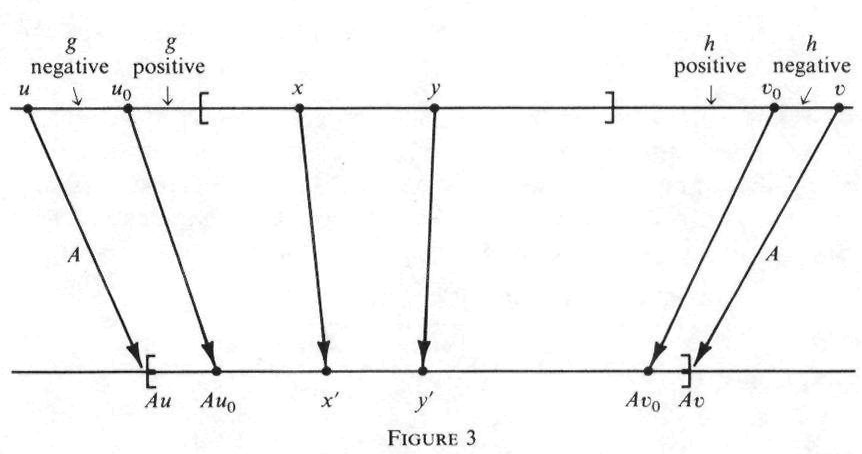 g g h h
negative positive positive negative
u u₀ x y v₀ v
A A
Au Au₀ x′ y′ Av₀ Av
FIGURE 3